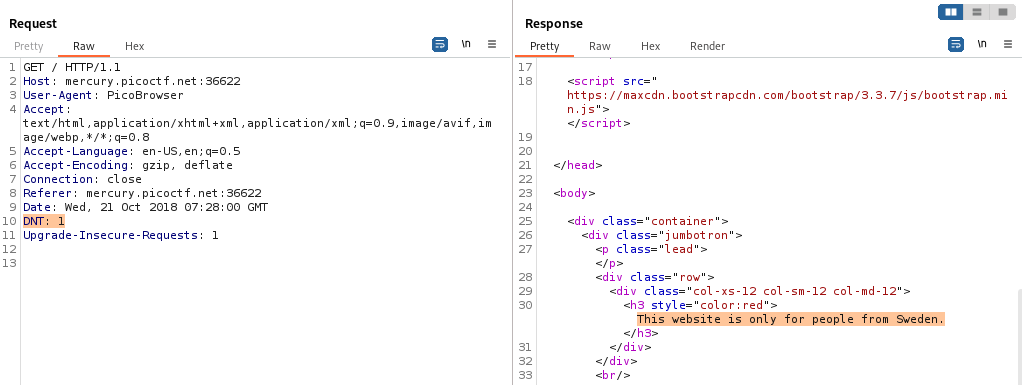 Request
Pretty Raw Hex
\n
1 GET / HTTP/1.1
2 Host: mercury.picoctf.net:36622
3 User-Agent: PicoBrowser
4 Accept:
text/html,application/xhtml+xml,application/xml;q=0.9,image/avif,im
age/webp,*/*;q=0.8
5 Accept-Language: en-US,en;q=0.5
6 Accept-Encoding: gzip, deflate
7 Connection: close
8 Referer: mercury.picoctf.net:36622
9 Date: Wed, 21 Oct 2018 07:28:00 GMT
10 DNT: 1
11 Upgrade-Insecure-Requests: 1
12
13
Response
Pretty Raw Hex Render
\n
17
18 <script src="
https://maxcdn.bootstrapcdn.com/bootstrap/3.3.7/js/bootstrap.mi
n.js">
</script>
19
20
21 </head>
22
23 <body>
24
25 <div class="container">
26 <div class="jumbotron">
27 <p class="lead">
</p>
28 <div class="row">
29 <div class="col-xs-12 col-sm-12 col-md-12">
30 <h3 style="color:red">
This website is only for people from Sweden.
</h3>
31 </div>
32 </div>
33 <br/>